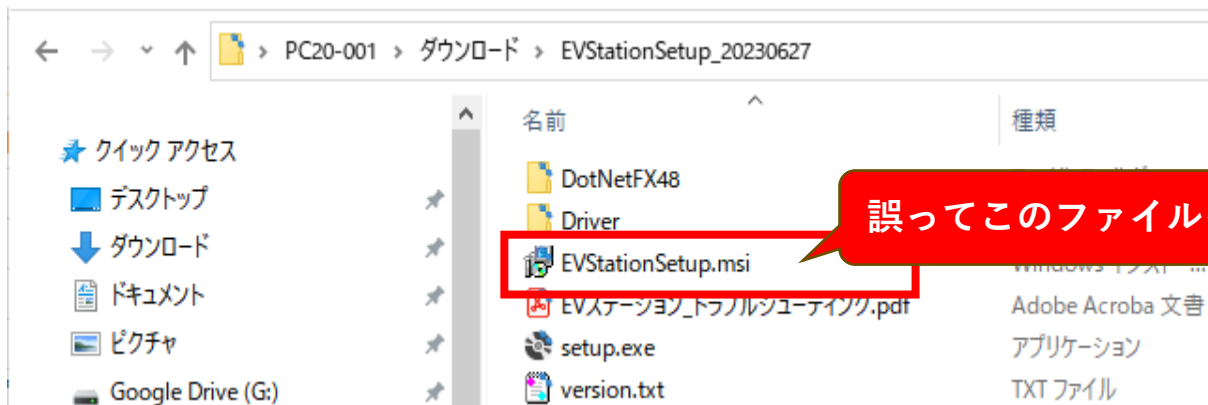 PC20-001 > ダウンロード > EVStationSetup_20230627
名前 種類
クイック アクセス
デスクトップ
ダウンロード
ドキュメント
ピクチャ
Google Drive (G:)
DotNetFX48
Driver
誤ってこのファイル
EVStationSetup.msi
EVステーション_トラブルシューティング.pdf Adobe Acroba 文書
setup.exe アプリケーション
version.txt TXT ファイル